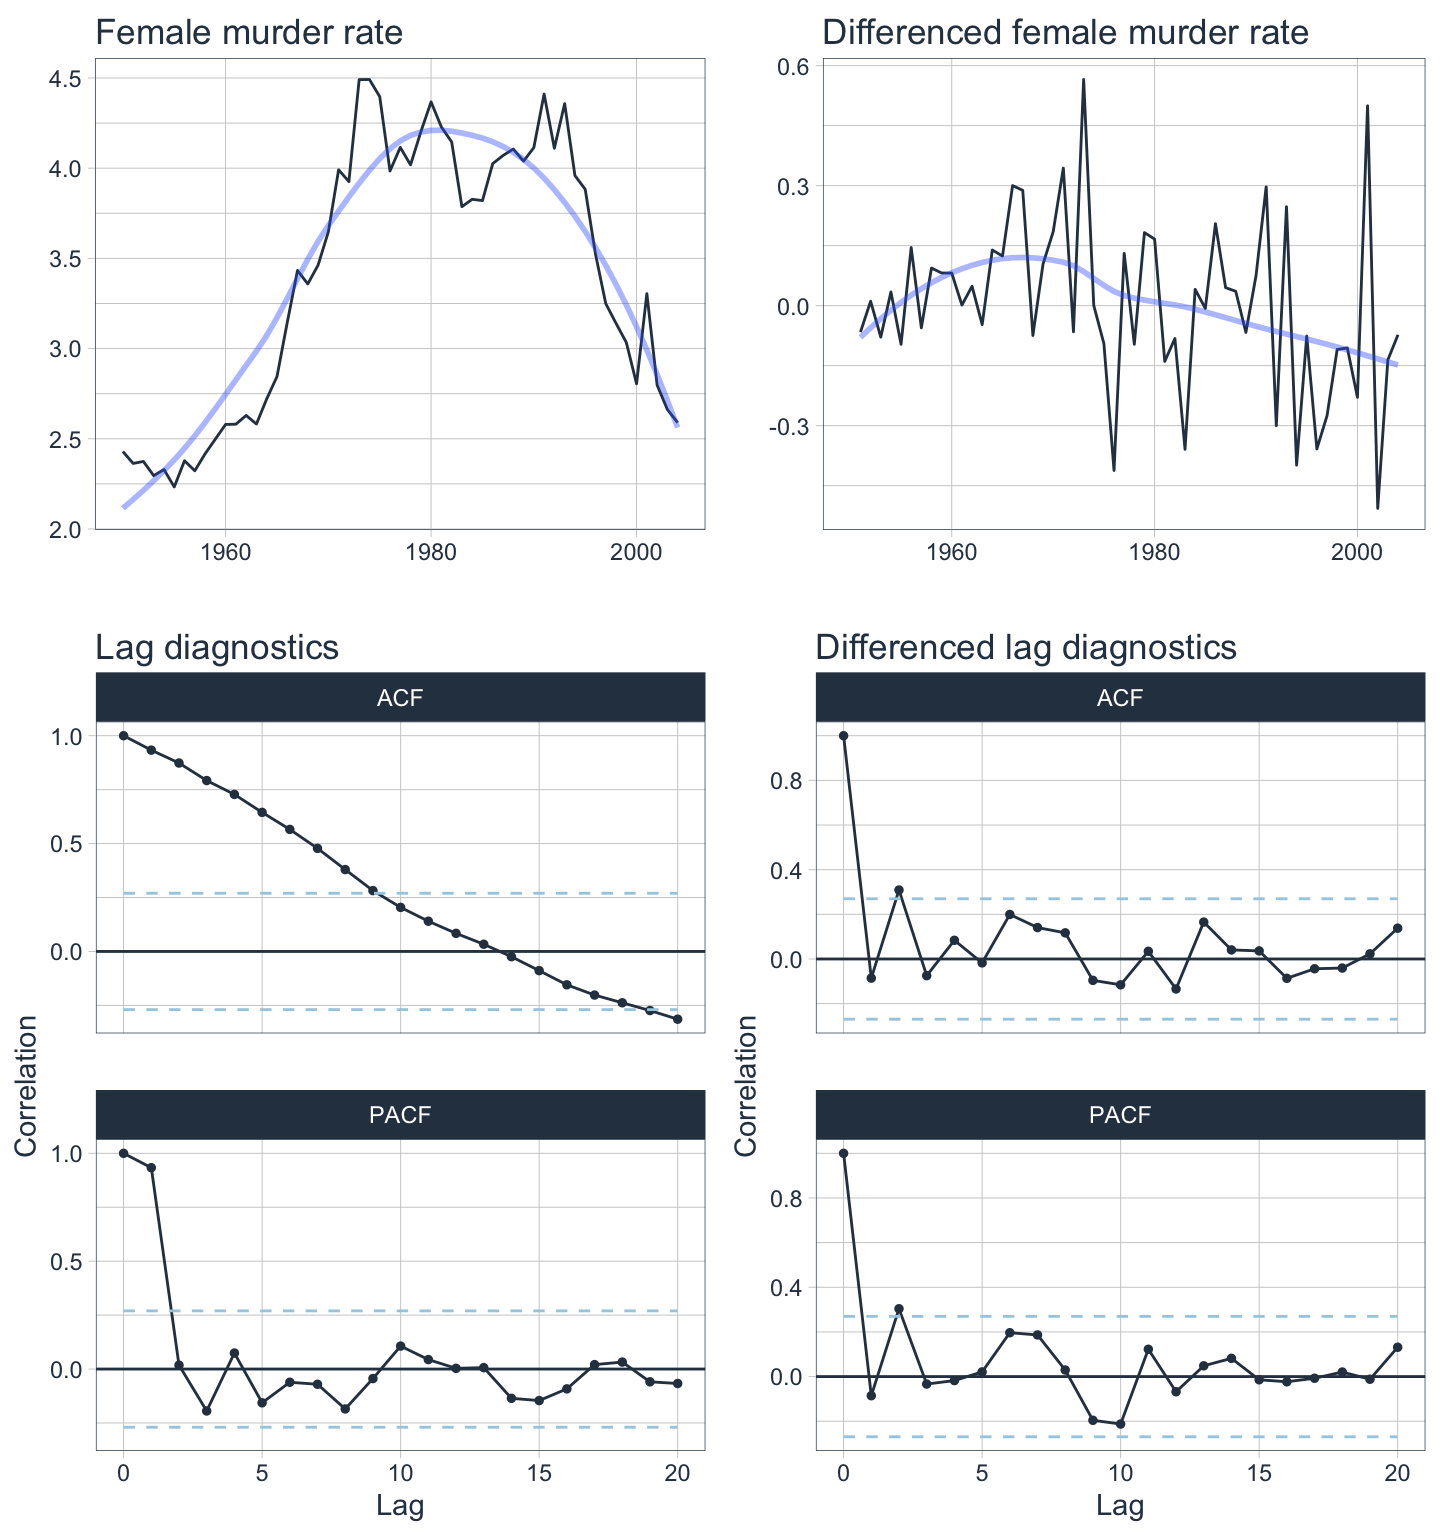 Female murder rate
4.5
4.0
3.5
3.0
2.5
2.0
1960 1980 2000
Differenced female murder rate
0.6
0.3
0.0
-0.3
1960 1980 2000
Lag diagnostics
ACF
1.0
0.5
0.0
Correlation
PACF
1.0
0.5
0.0
0 5 10 15 20
Lag
Differenced lag diagnostics
ACF
0.8
0.4
0.0
Correlation
PACF
0.8
0.4
0.0
0 5 10 15 20
Lag